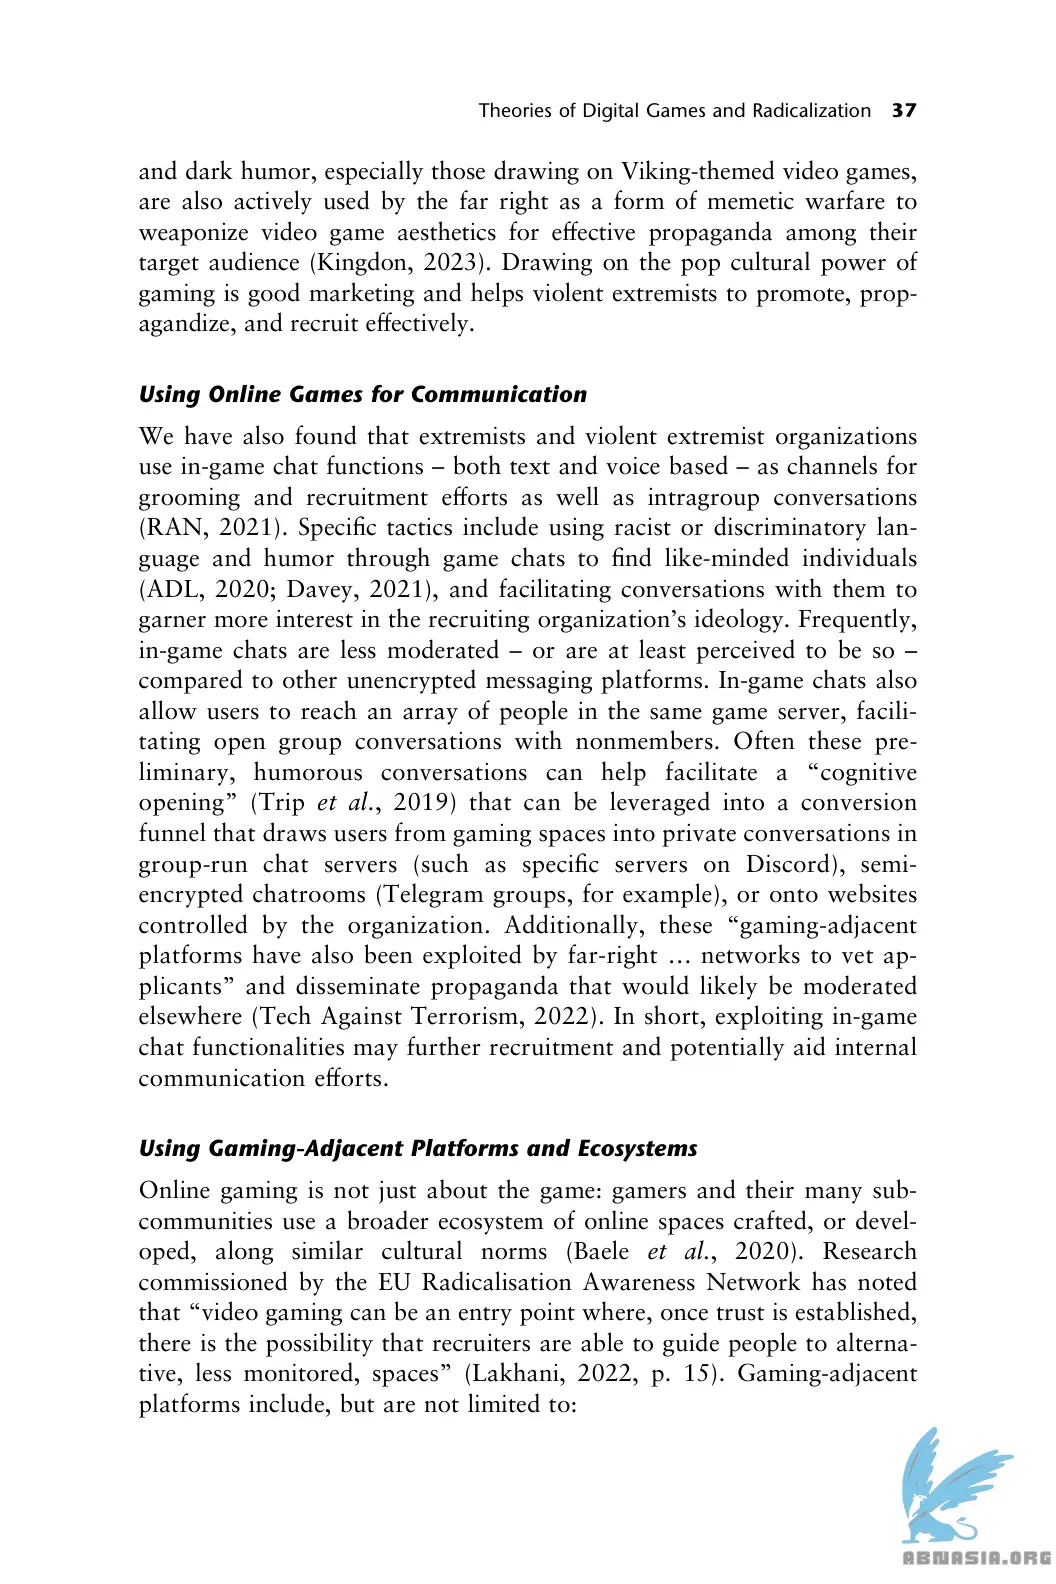 Theories of Digital Games and Radicalization 37
and dark humor, especially those drawing on Viking-themed video games,
are also actively used by the far right as a form of memetic warfare to
weaponize video game aesthetics for effective propaganda among their
target audience (Kingdon, 2023). Drawing on the pop cultural power of
gaming is good marketing and helps violent extremists to promote, prop-
agandize, and recruit effectively.
Using Online Games for Communication
We have also found that extremists and violent extremist organizations
use in-game chat functions – both text and voice based – as channels for
grooming and recruitment efforts as well as intragroup conversations
(RAN, 2021). Specific tactics include using racist or discriminatory lan-
guage and humor through game chats to find like-minded individuals
(ADL, 2020; Davey, 2021), and facilitating conversations with them to
garner more interest in the recruiting organization’s ideology. Frequently,
in-game chats are less moderated – or are at least perceived to be so –
compared to other unencrypted messaging platforms. In-game chats also
allow users to reach an array of people in the same game server, facili-
tating open group conversations with nonmembers. Often these pre-
liminary, humorous conversations can help facilitate a “cognitive
opening” (Trip et al., 2019) that can be leveraged into a conversion
funnel that draws users from gaming spaces into private conversations in
group-run chat servers (such as specific servers on Discord), semi-
encrypted chatrooms (Telegram groups, for example), or onto websites
controlled by the organization. Additionally, these “gaming-adjacent
platforms have also been exploited by far-right … networks to vet ap-
plicants” and disseminate propaganda that would likely be moderated
elsewhere (Tech Against Terrorism, 2022). In short, exploiting in-game
chat functionalities may further recruitment and potentially aid internal
communication efforts.
Using Gaming-Adjacent Platforms and Ecosystems
Online gaming is not just about the game: gamers and their many sub-
communities use a broader ecosystem of online spaces crafted, or devel-
oped, along similar cultural norms (Baele et al., 2020). Research
commissioned by the EU Radicalisation Awareness Network has noted
that “video gaming can be an entry point where, once trust is established,
there is the possibility that recruiters are able to guide people to alterna-
tive, less monitored, spaces” (Lakhani, 2022, p. 15). Gaming-adjacent
platforms include, but are not limited to:
ABNASIA.ORG